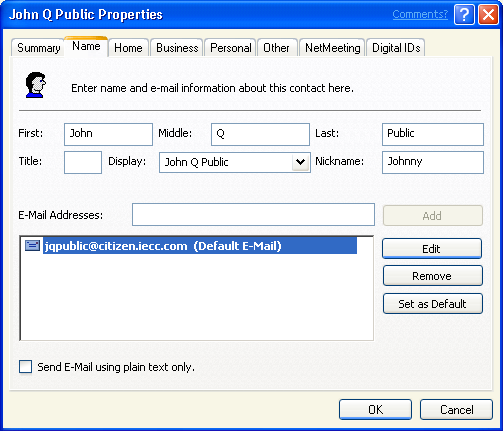 John Q Public Properties Comments?
Summary Name Home Business Personal Other NetMeeting Digital IDs
Enter name and e-mail information about this contact here.
First: John Middle: Q Last: Public
Title: Display: John Q Public Nickname: Johnny
E-Mail Addresses: Add
jqpublic@citizen.iecc.com (Default E-Mail) Edit
Remove
Set as Default
Send E-Mail using plain text only.
OK Cancel